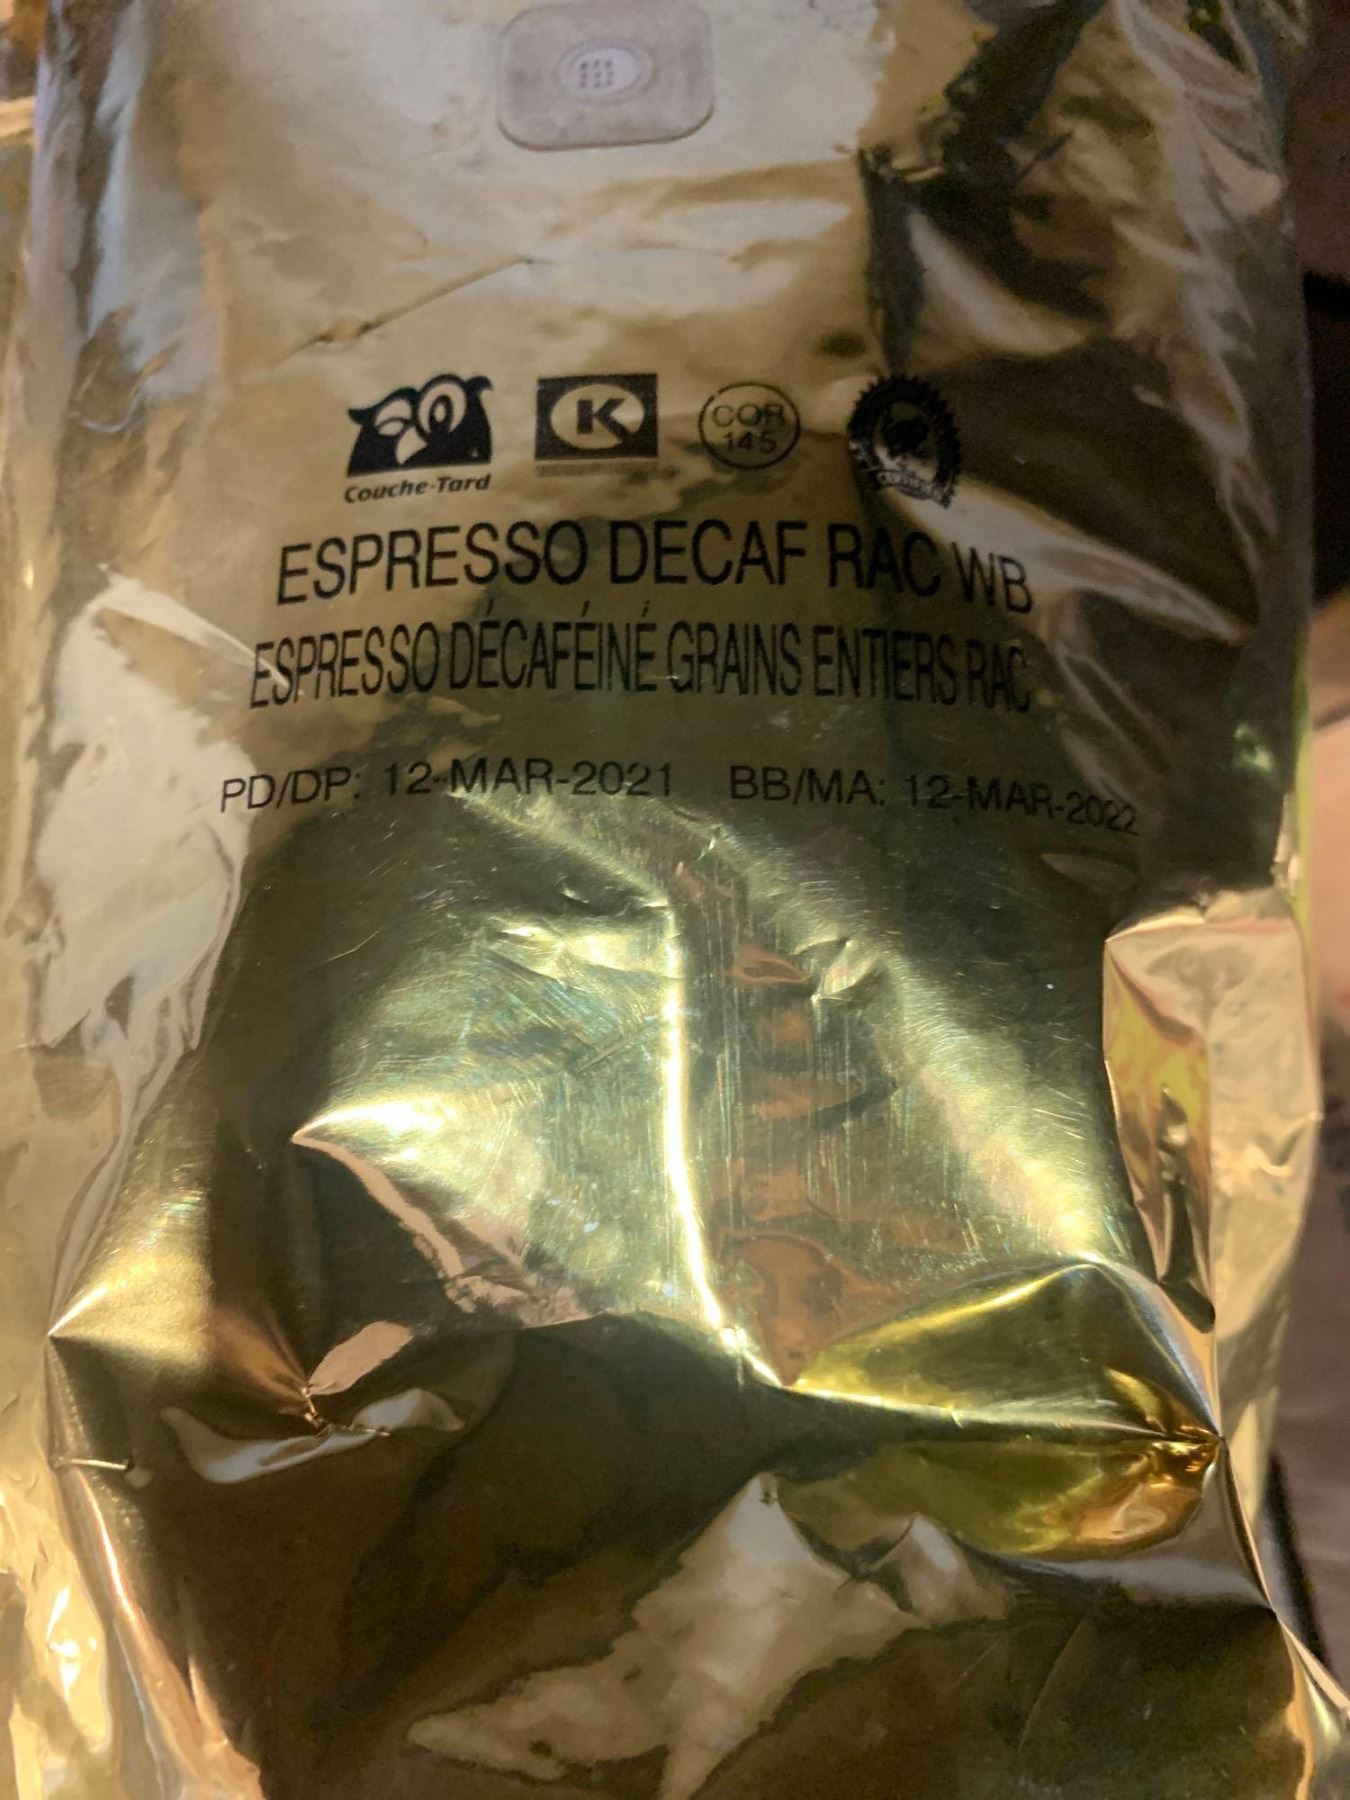 Couche-Tard
K
COR
145
CERTIFIED
ESPRESSO DECAF RAC WB
ESPRESSO DÉCAFÉINÉ GRAINS ENTIERS RAC
PD/DP: 12-MAR-2021 BB/MA: 12-MAR-2022